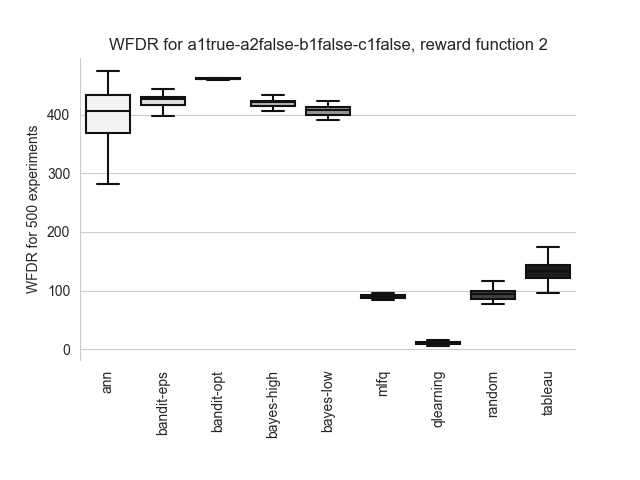 WFDR for a1true-a2false-b1false-c1false, reward function 2
WFDR for 500 experiments
400
300
200
100
0
ann
bandit-eps
bandit-opt
bayes-high
bayes-low
mlfq
qlearning
random
tableau